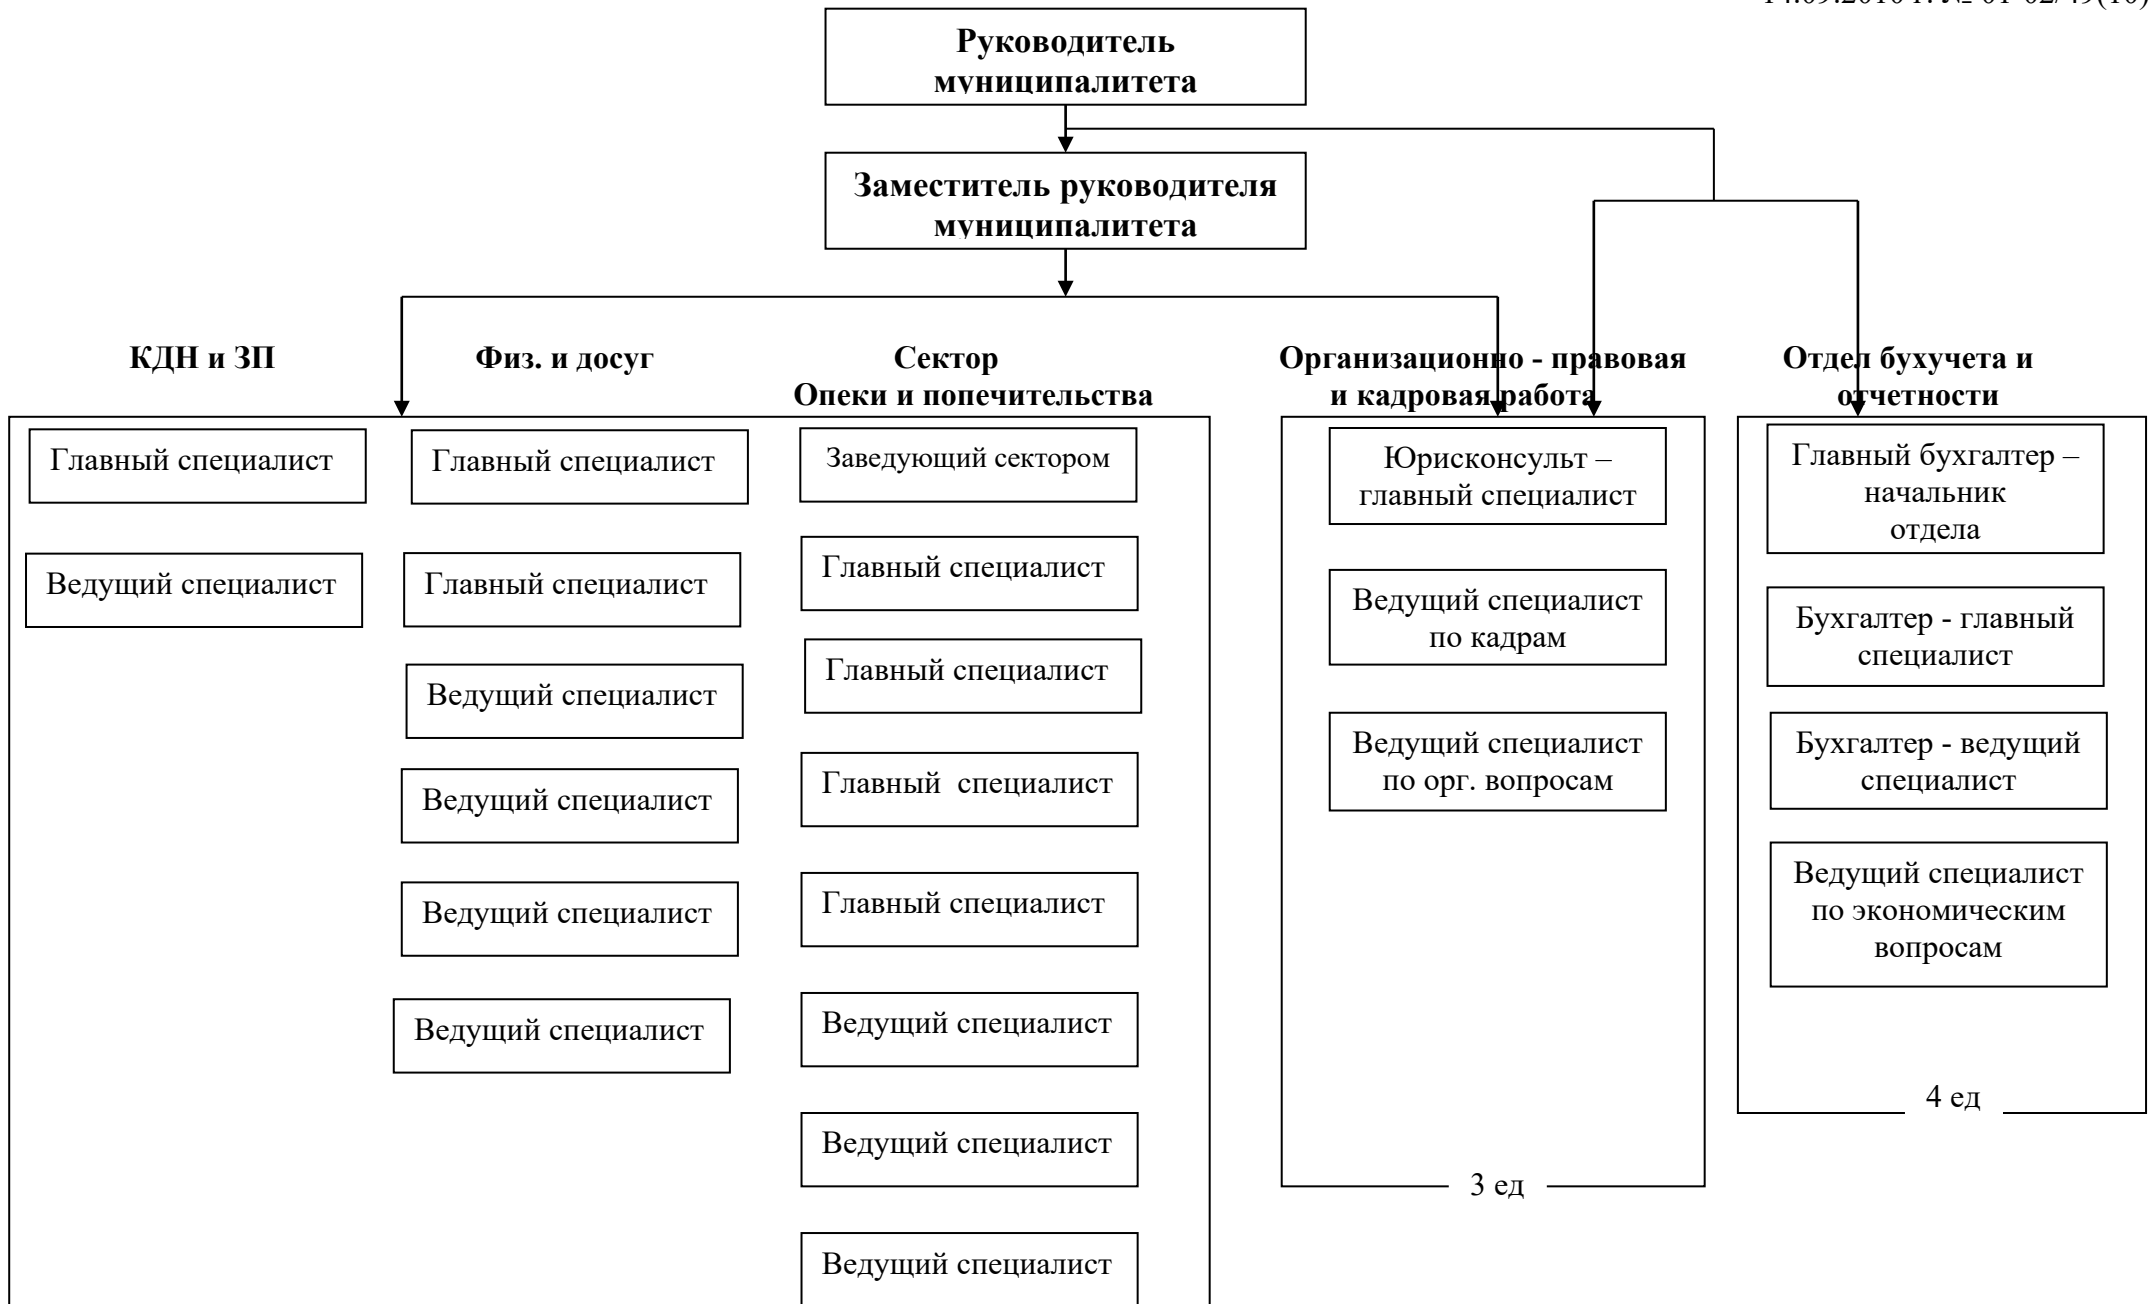 Руководитель
муниципалитета
Заместитель руководителя
муниципалитета
КДН и ЗП
Физ. и досуг
Сектор
Опеки и попечительства
Организационно - правовая
и кадровая работа
Отдел бухучета и
отчетности
Главный специалист
Ведущий специалист
Главный специалист
Главный специалист
Ведущий специалист
Ведущий специалист
Ведущий специалист
Ведущий специалист
Заведующий сектором
Главный специалист
Главный специалист
Главный  специалист
Главный специалист
Ведущий специалист
Ведущий специалист
Ведущий специалист
Юрисконсульт –
главный специалист
Ведущий специалист
по кадрам
Ведущий специалист
по орг. вопросам
3 ед
Главный бухгалтер –
начальник
отдела
Бухгалтер - главный
специалист
Бухгалтер - ведущий
специалист
Ведущий специалист
по экономическим
вопросам
4 ед